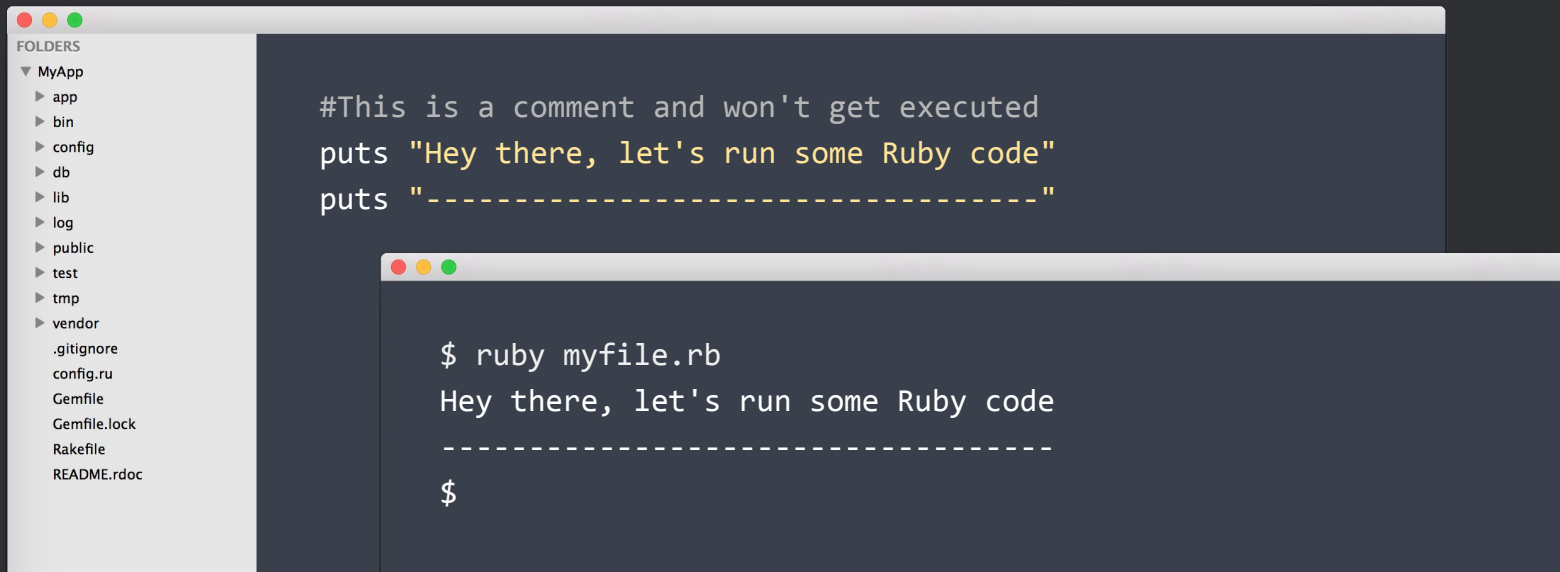 FOLDERS
MyApp
app
bin
config
db
lib
log
public
test
tmp
vendor
.gitignore
config.ru
Gemfile
Gemfile.lock
Rakefile
README.rdoc
#This is a comment and won't get executed
puts "Hey there, let's run some Ruby code"
puts "-----------------------------------"
$ ruby myfile.rb
Hey there, let's run some Ruby code
-----------------------------------
$